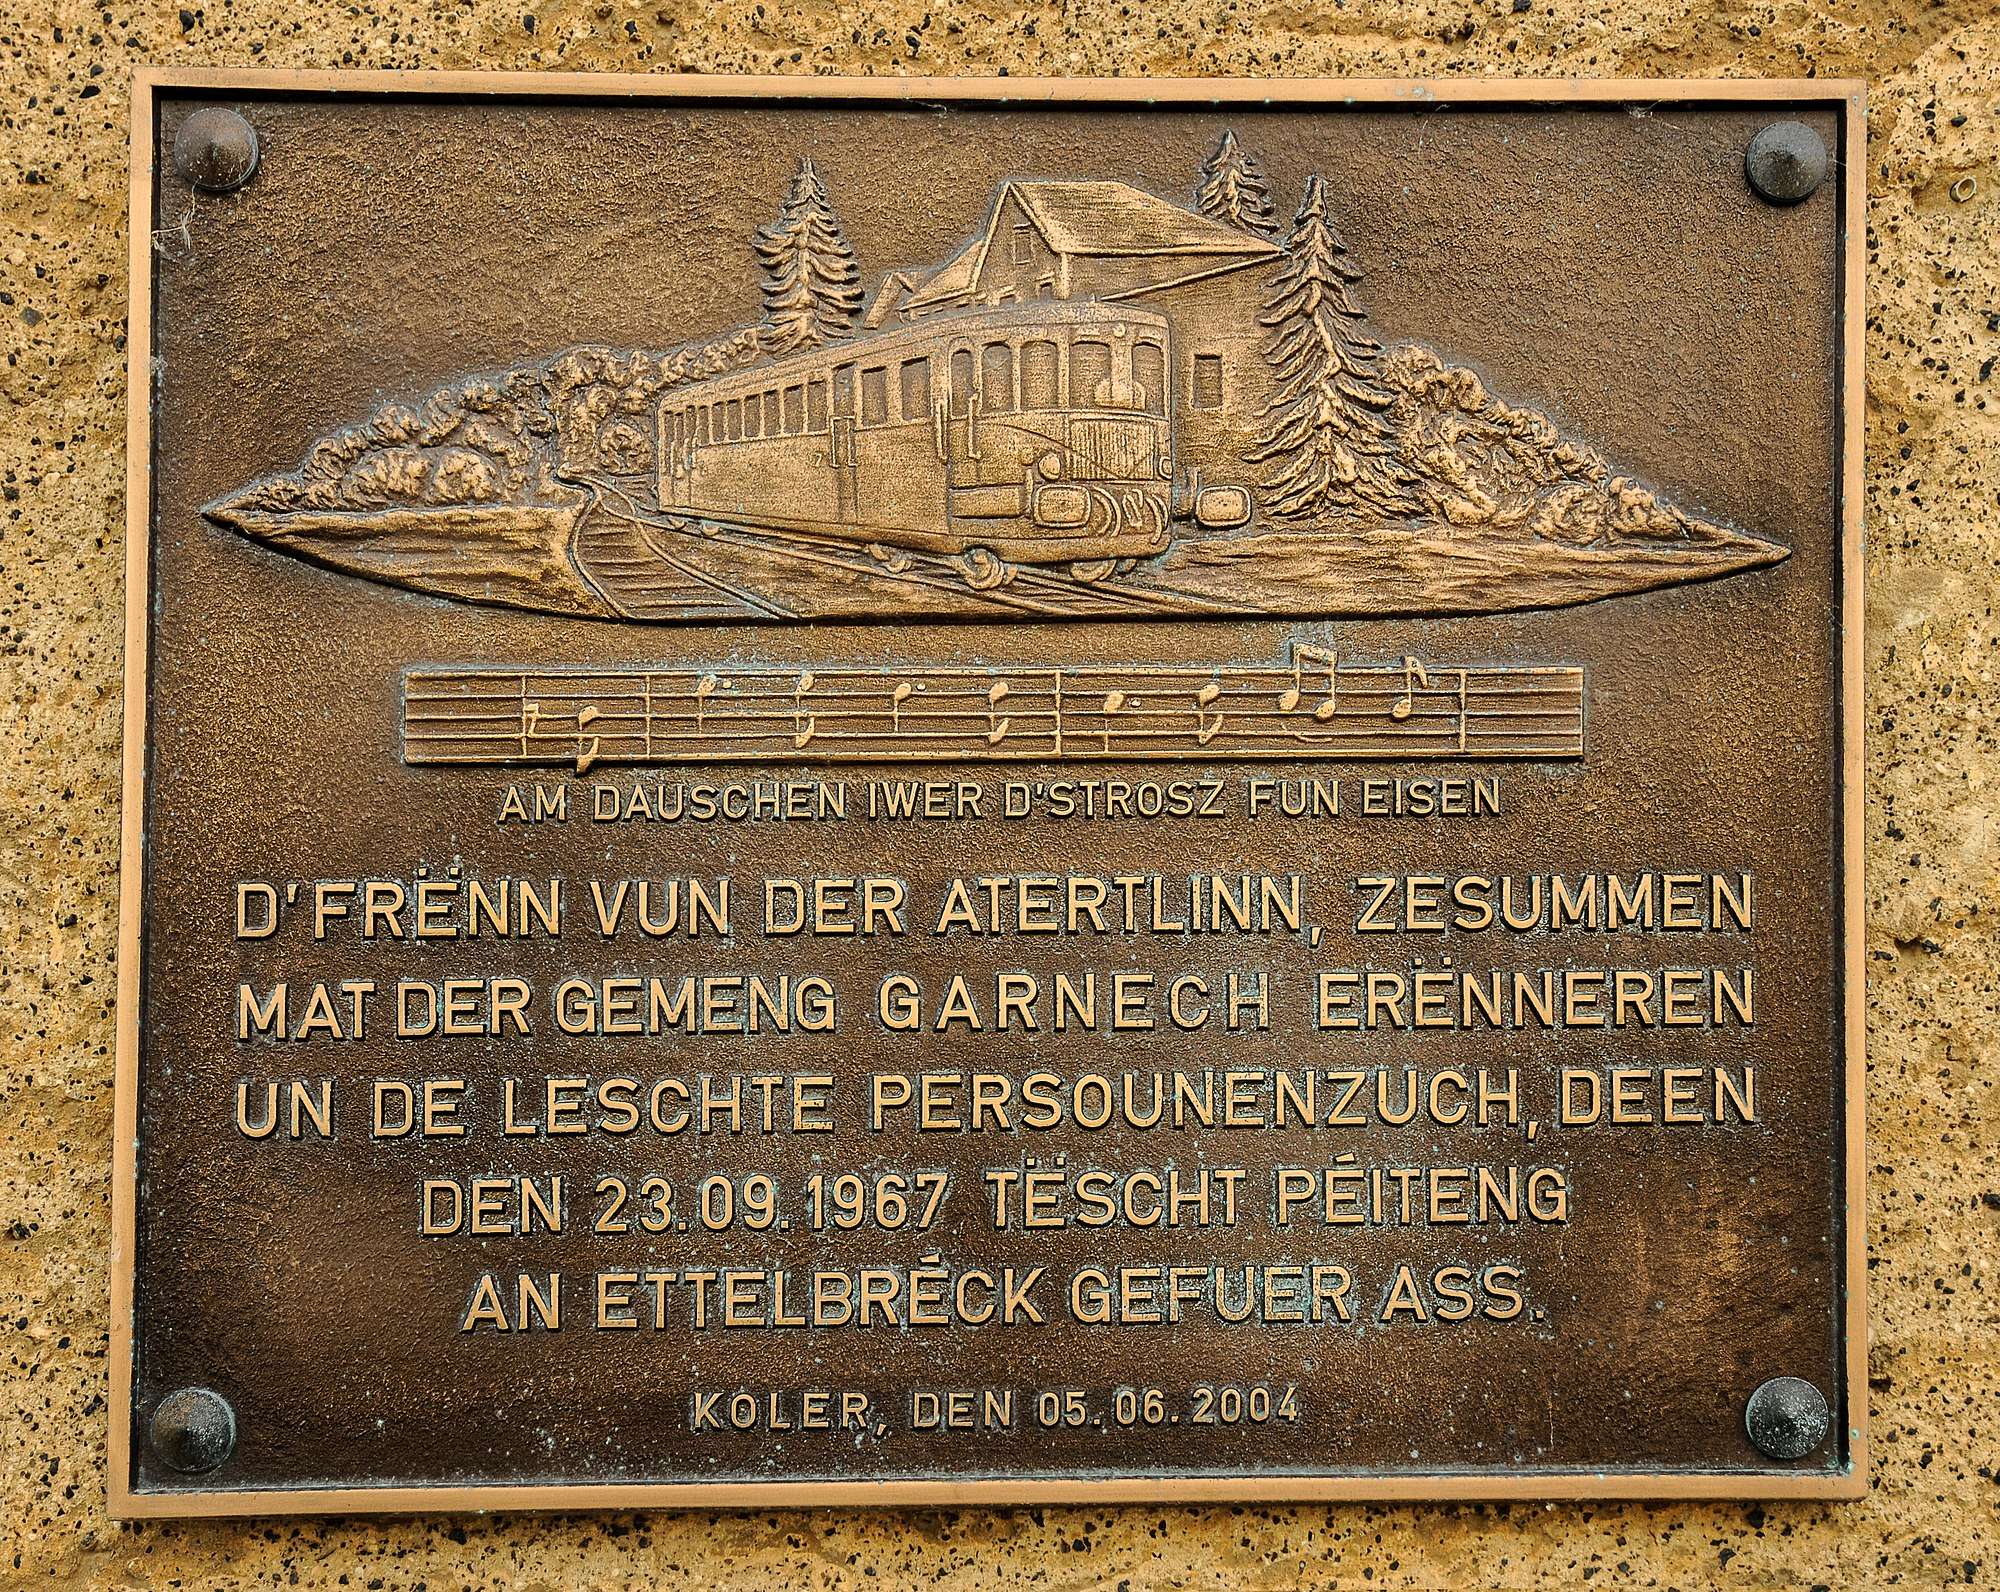 AM DAUSCHEN IWER D'STROSZ FUN EISEN
D'FRËNN VUN DER ATERTLINN, ZESUMMEN
MAT DER GEMENG GARNECH ERËNNEREN
UN DE LESCHTE PERSOUNENZUCH, DEEN
DEN 23.09.1967 TËSCHT PÉITENG
AN ETTELBRÉCK GEFUER ASS.
KOLER, DEN 05.06.2004